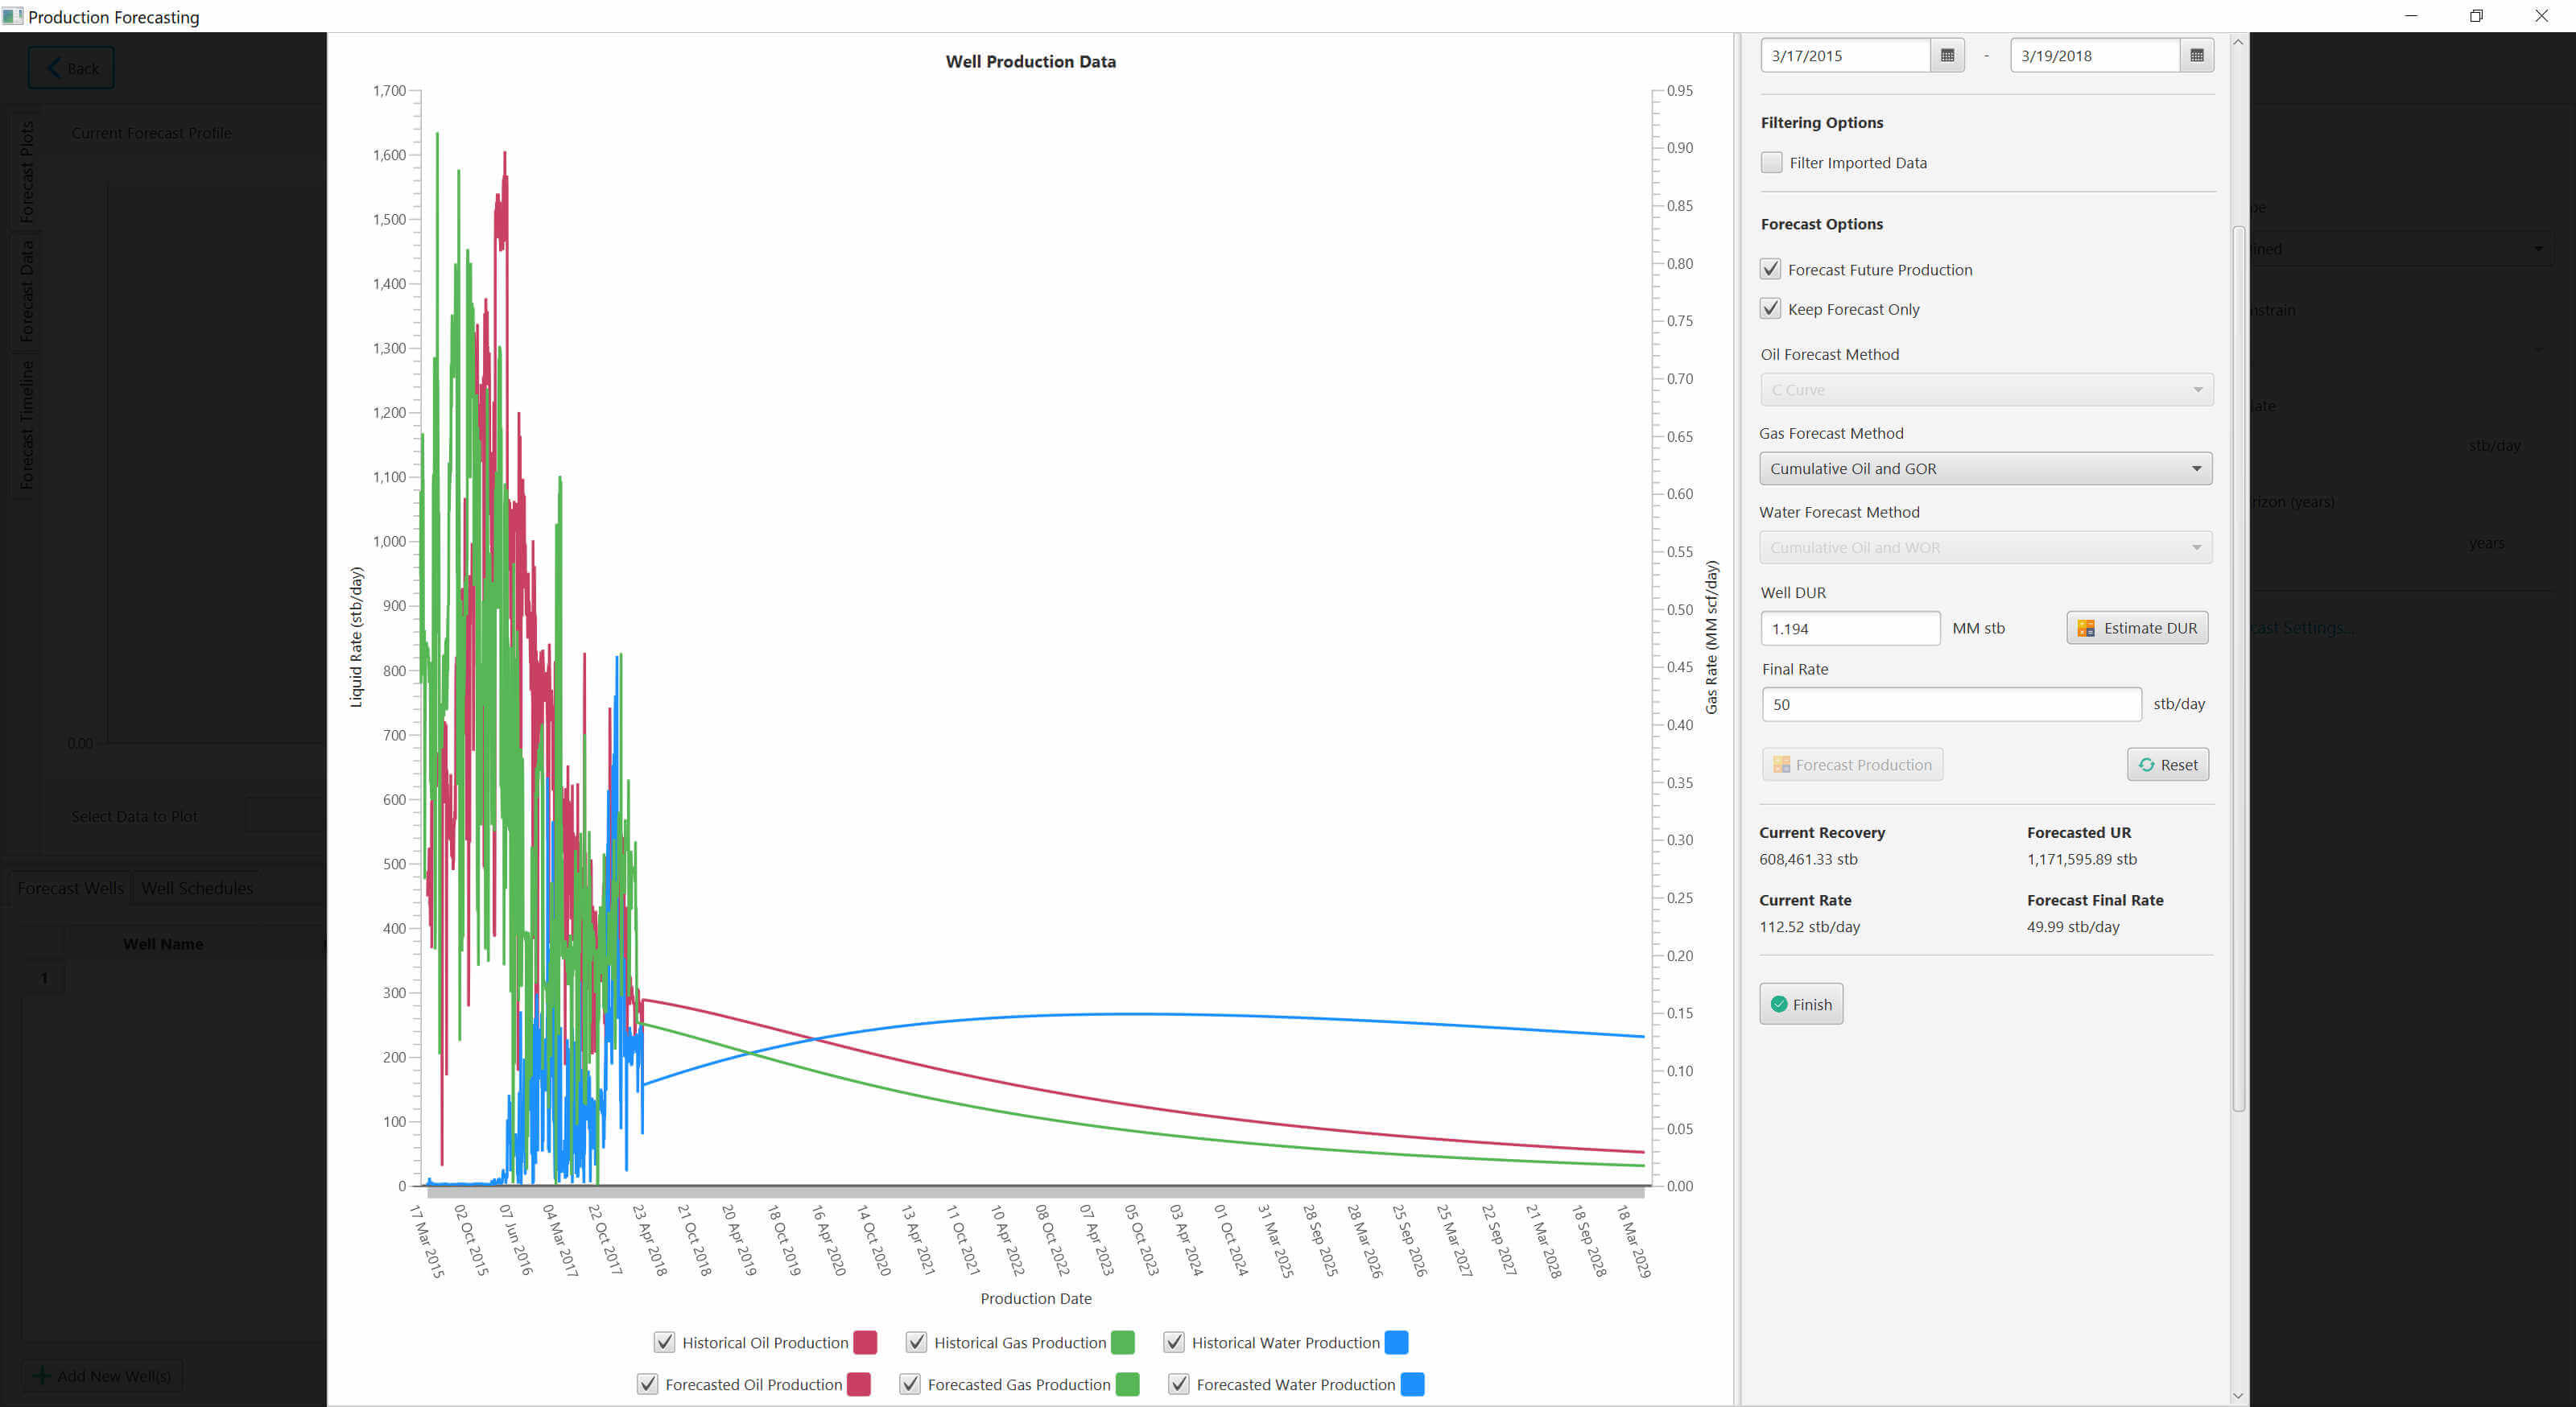 Production Forecasting
Back
Current Forecast Profile
Forecast Plots
Forecast Data
Forecast Timeline
0.00
Select Data to Plot
Forecast Wells
Well Schedules
Well Name
1
Add New Well(s)
Well Production Data
1,700
1,600
1,500
1,400
1,300
1,200
1,100
1,000
900
800
700
600
500
400
300
200
100
0
Liquid Rate (stb/day)
0.95
0.90
0.85
0.80
0.75
0.70
0.65
0.60
0.55
0.50
0.45
0.40
0.35
0.30
0.25
0.20
0.15
0.10
0.05
0.00
Gas Rate (MM scf/day)
17 Mar 2015
02 Oct 2015
07 Jun 2016
04 Mar 2017
22 Oct 2017
23 Apr 2018
21 Oct 2018
20 Apr 2019
18 Oct 2019
16 Apr 2020
14 Oct 2020
13 Apr 2021
11 Oct 2021
10 Apr 2022
08 Oct 2022
07 Apr 2023
05 Oct 2023
03 Apr 2024
01 Oct 2024
31 Mar 2025
28 Sep 2025
28 Mar 2026
25 Sep 2026
25 Mar 2027
22 Sep 2027
21 Mar 2028
18 Sep 2028
18 Mar 2029
Production Date
Historical Oil Production
Historical Gas Production
Historical Water Production
Forecasted Oil Production
Forecasted Gas Production
Forecasted Water Production
3/17/2015 - 3/19/2018
Filtering Options
Filter Imported Data
Forecast Options
Forecast Future Production
Keep Forecast Only
Oil Forecast Method
C Curve
Gas Forecast Method
Cumulative Oil and GOR
Water Forecast Method
Cumulative Oil and WOR
Well DUR
1.194 MM stb
Estimate DUR
Final Rate
50 stb/day
Forecast Production
Reset
Current Recovery
608,461.33 stb
Forecasted UR
1,171,595.89 stb
Current Rate
112.52 stb/day
Forecast Final Rate
49.99 stb/day
Finish
stb/day
(years)
years
Settings...